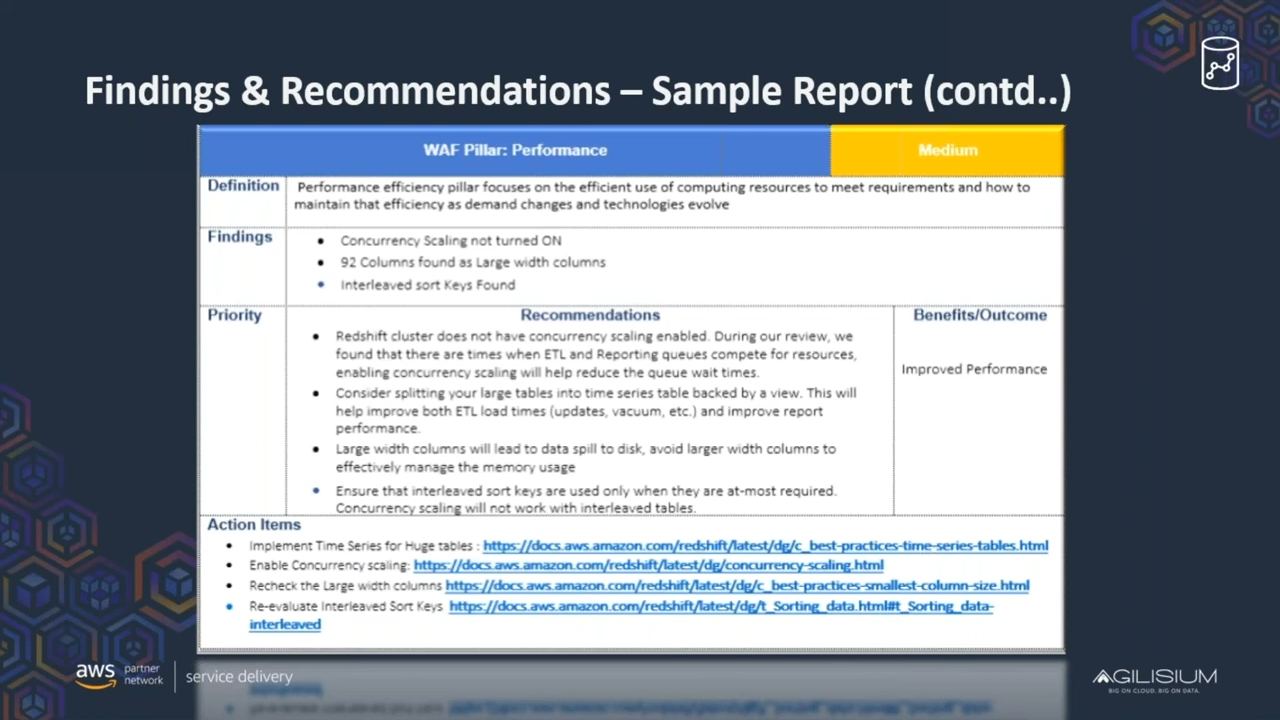 Findings & Recommendations – Sample Report (contd..)
WAF Pillar: Performance
Medium
Definition
Performance efficiency pillar focuses on the efficient use of computing resources to meet requirements and how to
maintain that efficiency as demand changes and technologies evolve
Findings
• Concurrency Scaling not turned ON
• 92 Columns found as Large width columns
• Interleaved sort Keys Found
Priority
Recommendations
Benefits/Outcome
• Redshift cluster does not have concurrency scaling enabled. During our review, we
found that there are times when ETL and Reporting queues compete for resources,
enabling concurrency scaling will help reduce the queue wait times.
• Consider splitting your large tables into time series table backed by a view. This will
help improve both ETL load times (updates, vacuum, etc.) and improve report
performance.
• Large width columns will lead to data spill to disk, avoid larger width columns to
effectively manage the memory usage
• Ensure that interleaved sort keys are used only when they are at-most required.
Concurrency scaling will not work with interleaved tables.
Improved Performance
Action Items
• Implement Time Series for Huge tables : https://docs.aws.amazon.com/redshift/latest/dg/c_best-practices-time-series-tables.html
• Enable Concurrency scaling: https://docs.aws.amazon.com/redshift/latest/dg/concurrency-scaling.html
• Recheck the Large width columns https://docs.aws.amazon.com/redshift/latest/dg/c_best-practices-smallest-column-size.html
• Re-evaluate Interleaved Sort Keys https://docs.aws.amazon.com/redshift/latest/dg/t_Sorting_data.html#t_Sorting_data-
interleaved
aws partner
network
service delivery
AGILISIUM
BIG ON CLOUD. BIG ON DATA.